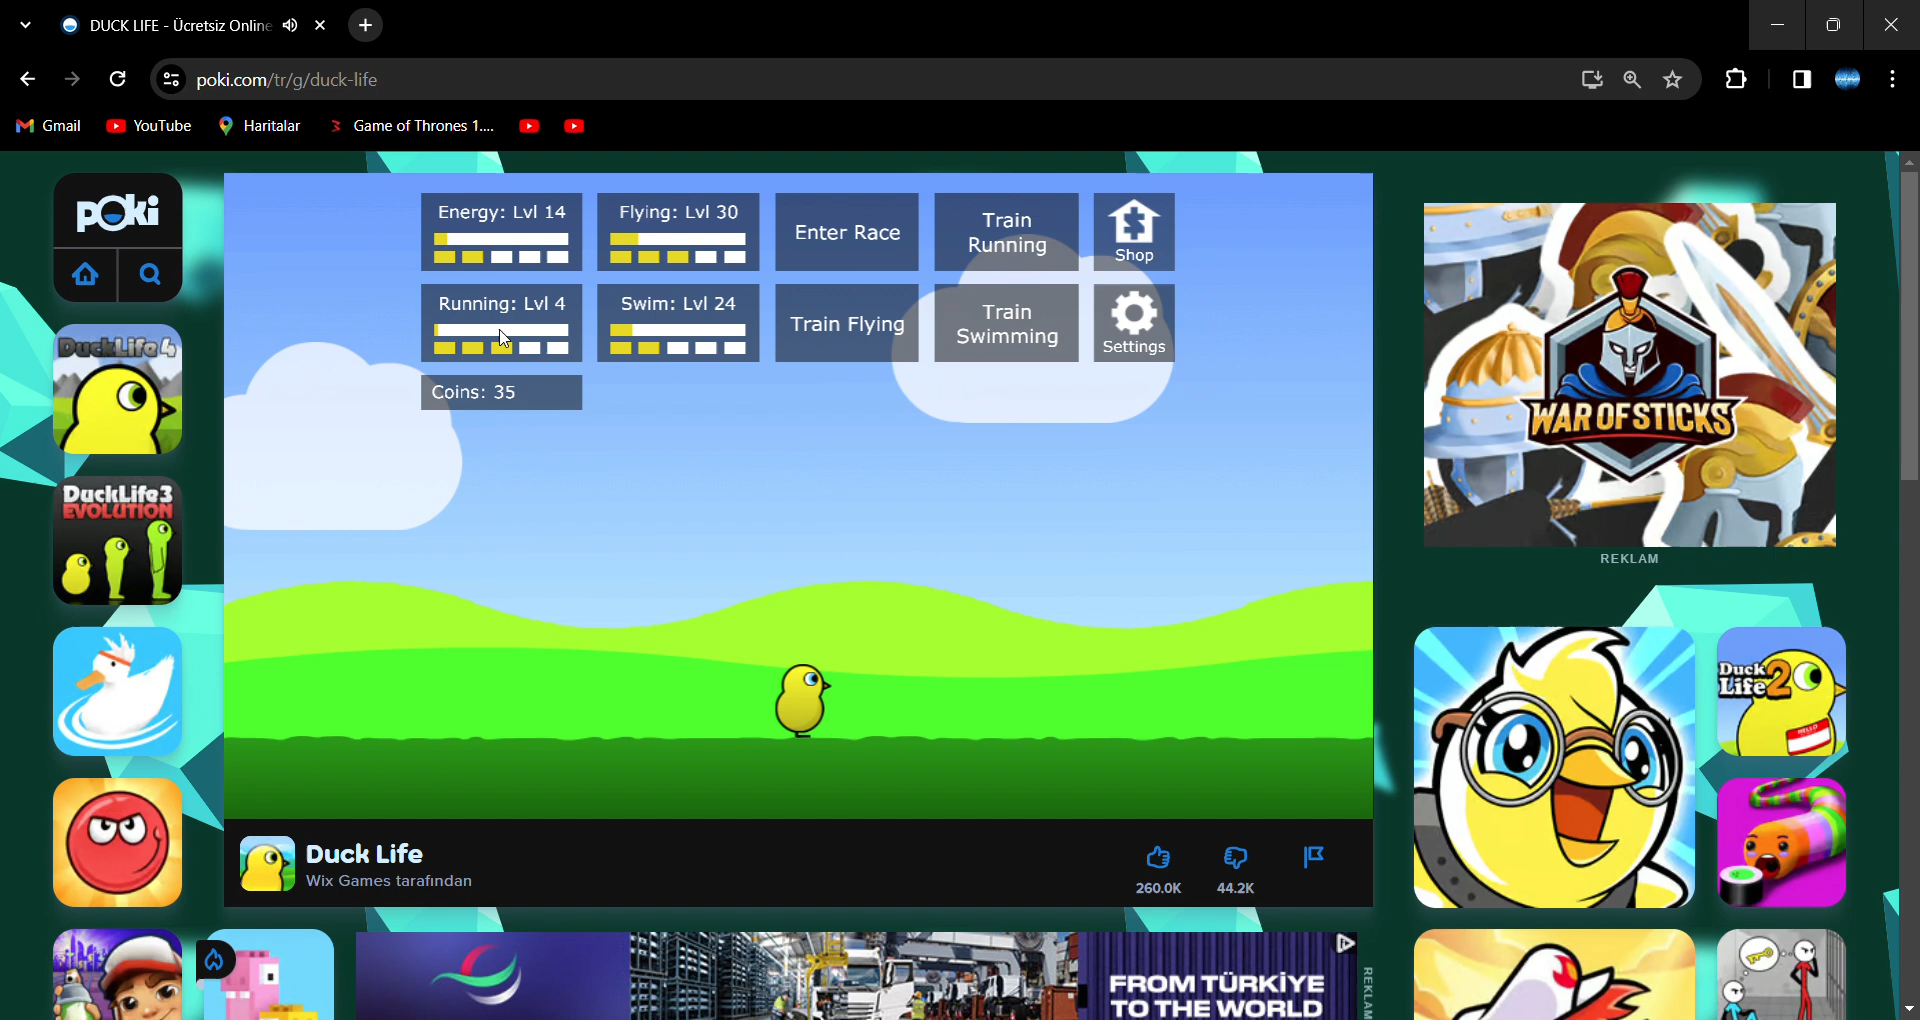 DUCK LIFE - Ücretsiz Online
poki.com/tr/g/duck-life
Gmail
YouTube
Haritalar
Game of Thrones 1....
poki
Energy: Lvl 14
Flying: Lvl 30
Enter Race
Train
Running
Shop
Running: Lvl 4
Swim: Lvl 24
Train Flying
Train
Swimming
Settings
Coins: 35
DuckLife4
DuckLife3
EVOLUTION
WAR OF STICKS
REKLAM
Duck
Life2
HELLO
Duck Life
Wix Games tarafından
260.0K
44.2K
FROM TÜRKİYE
TO THE WORLD
REKLAM